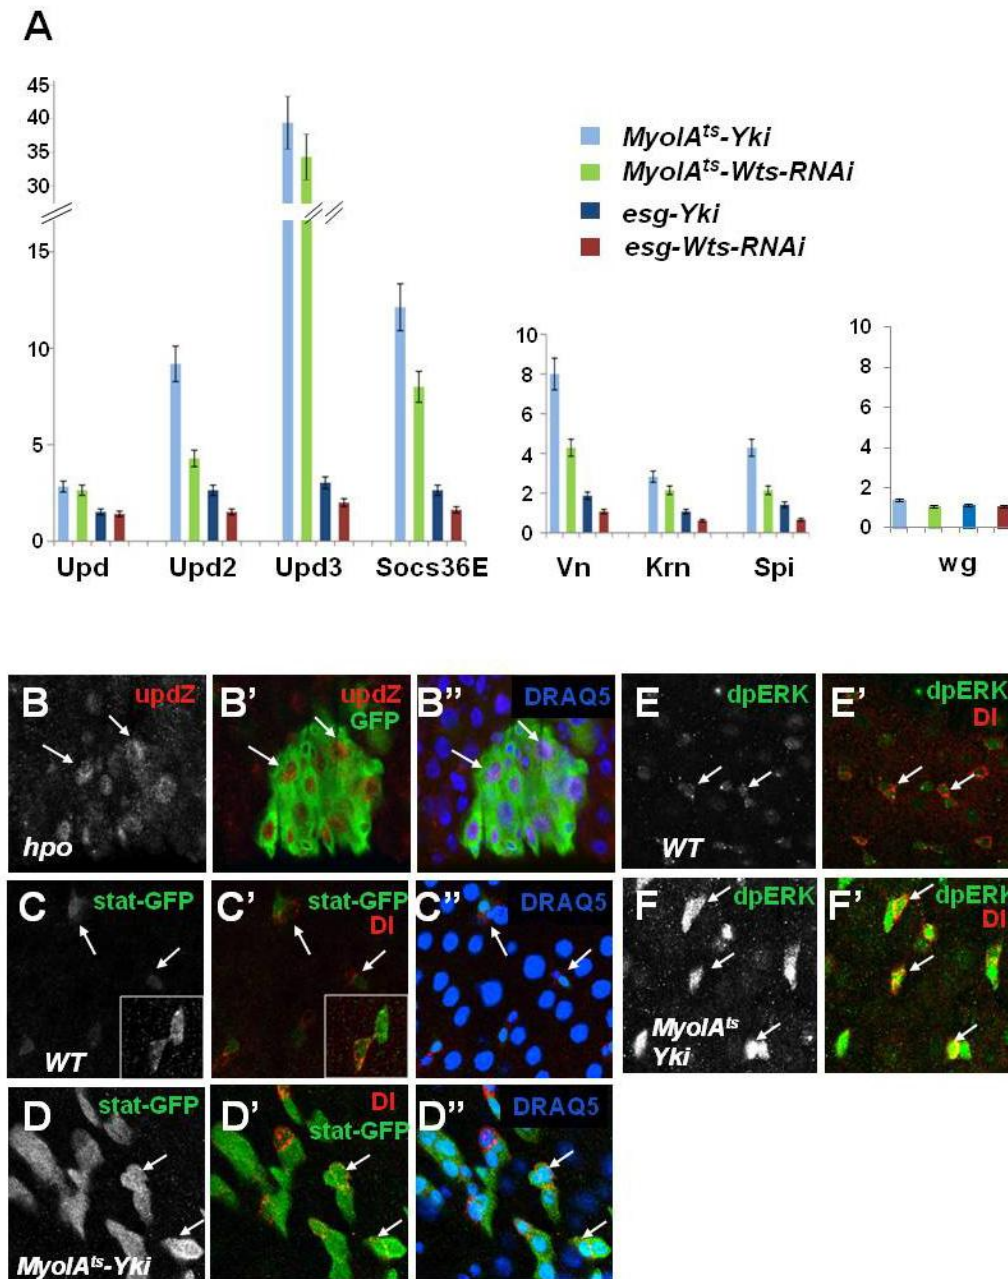 A
45
40
35
30
15
10
5
0
Upd Upd2 Upd3 Socs36E
MyoIAts-Yki
MyoIAts-Wts-RNAi
esg-Yki
esg-Wts-RNAi
10
8
6
4
2
0
Vn Krn Spi
10
8
6
4
2
0
wg
B updZ
hpo
B' updZ
GFP
B'' DRAQ5
E dpERK
WT
E' dpERK
Dl
C stat-GFP
WT
C' stat-GFP
Dl
C'' DRAQ5
F dpERK
MyoIAts
Yki
F' dpERK
Dl
D stat-GFP
MyoIAts-Yki
D' Dl
stat-GFP
D'' DRAQ5